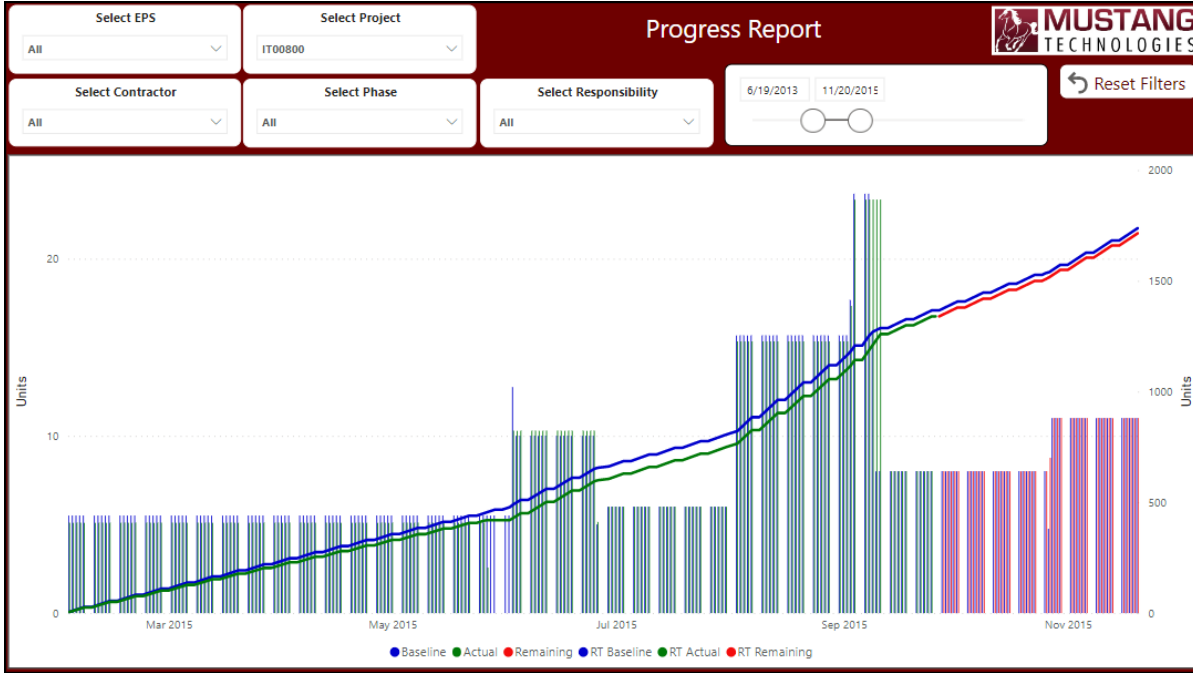 Select EPS
All
Select Project
IT00800
Progress Report
MUSTANG
TECHNOLOGIES
Select Contractor
All
Select Phase
All
Select Responsibility
All
6/19/2013 11/20/2015
Reset Filters
2000
20
1500
Units
Units
1000
10
500
0
0
Mar 2015 May 2015 Jul 2015 Sep 2015 Nov 2015
Baseline Actual Remaining RT Baseline RT Actual RT Remaining